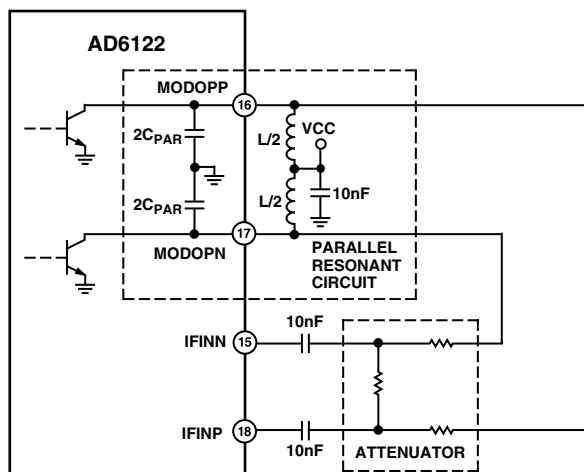 AD6122
MODOPP
16
2CPAR
L/2
VCC
2CPAR
L/2
10nF
MODOPN
17
PARALLEL
RESONANT
CIRCUIT
10nF
IFINN
15
IFINP
18
10nF
ATTENUATOR